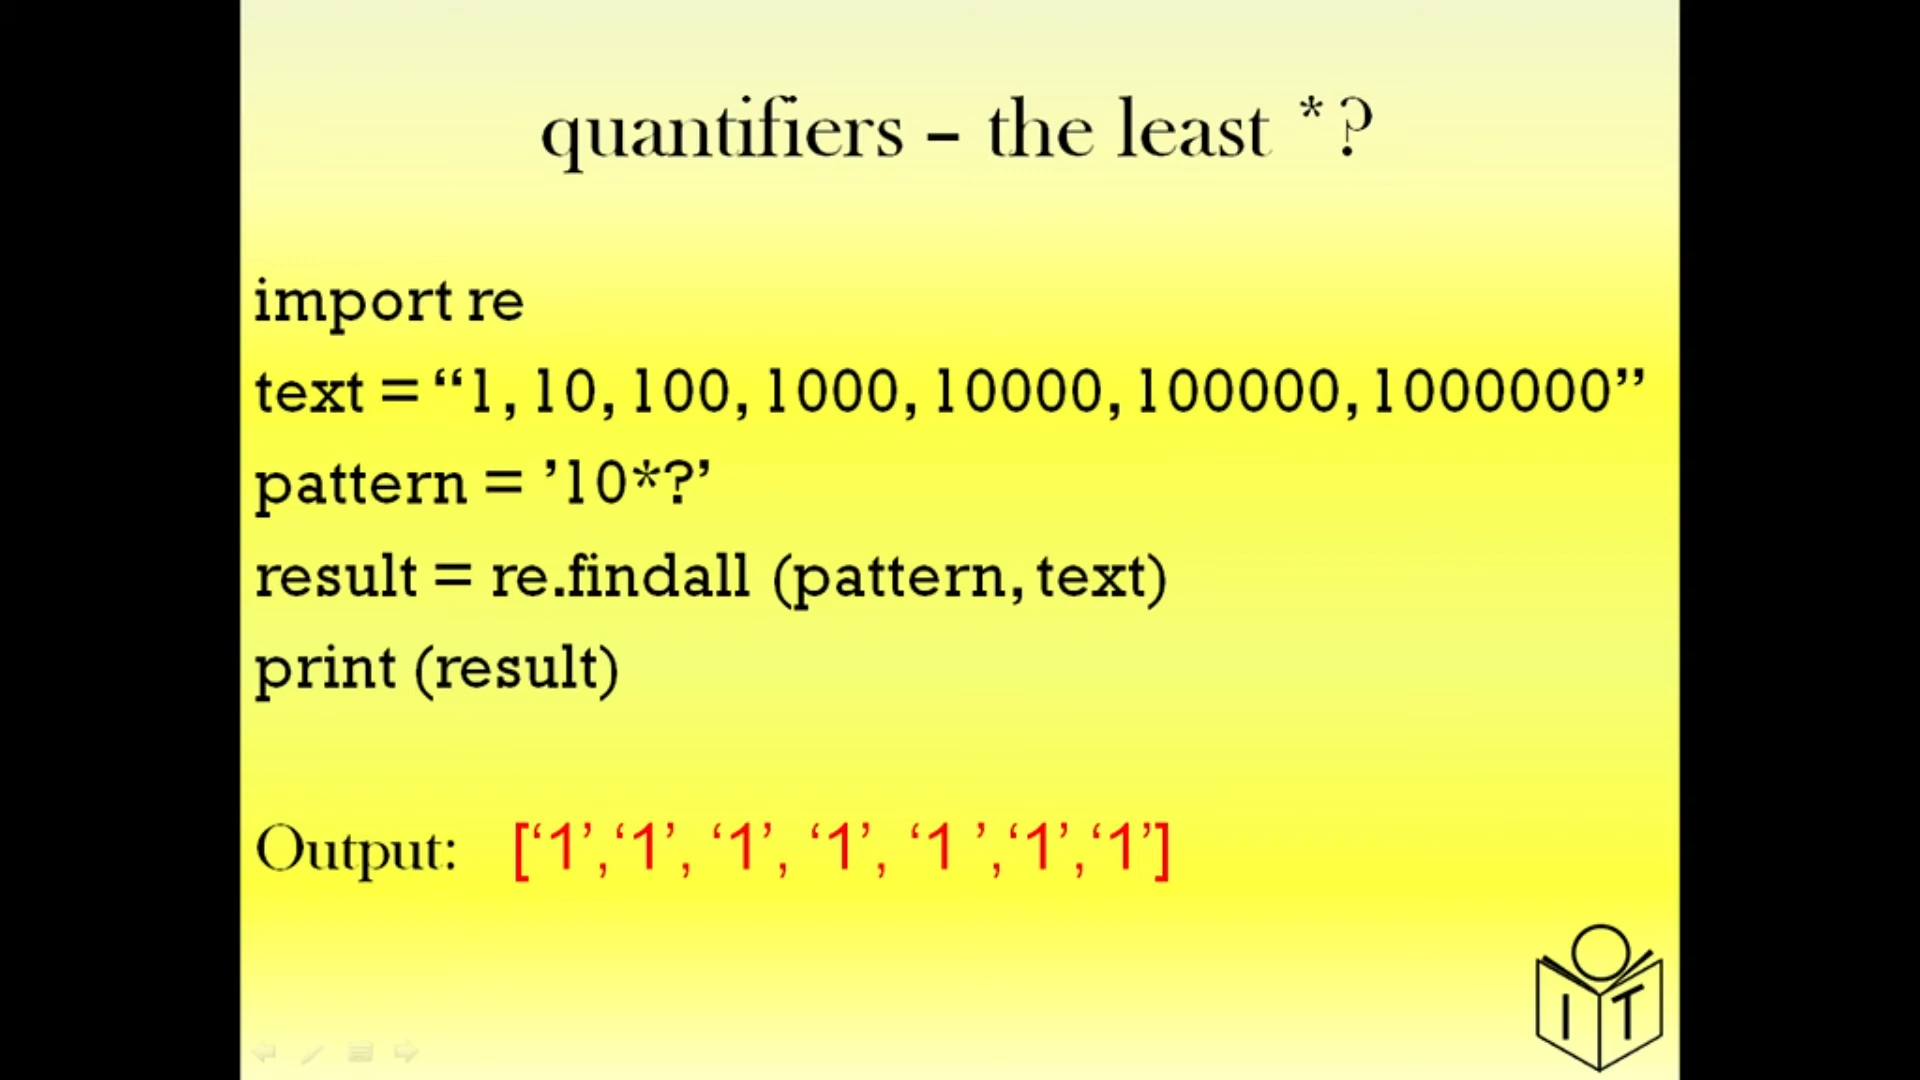 quantifiers – the least *?
import re
text = “1, 10, 100, 1000, 10000, 100000, 1000000”
pattern = ’10*?’
result = re.findall (pattern, text)
print (result)
Output: [‘1’,‘1’, ‘1’, ‘1’, ‘1 ’,‘1’,‘1’]
IT